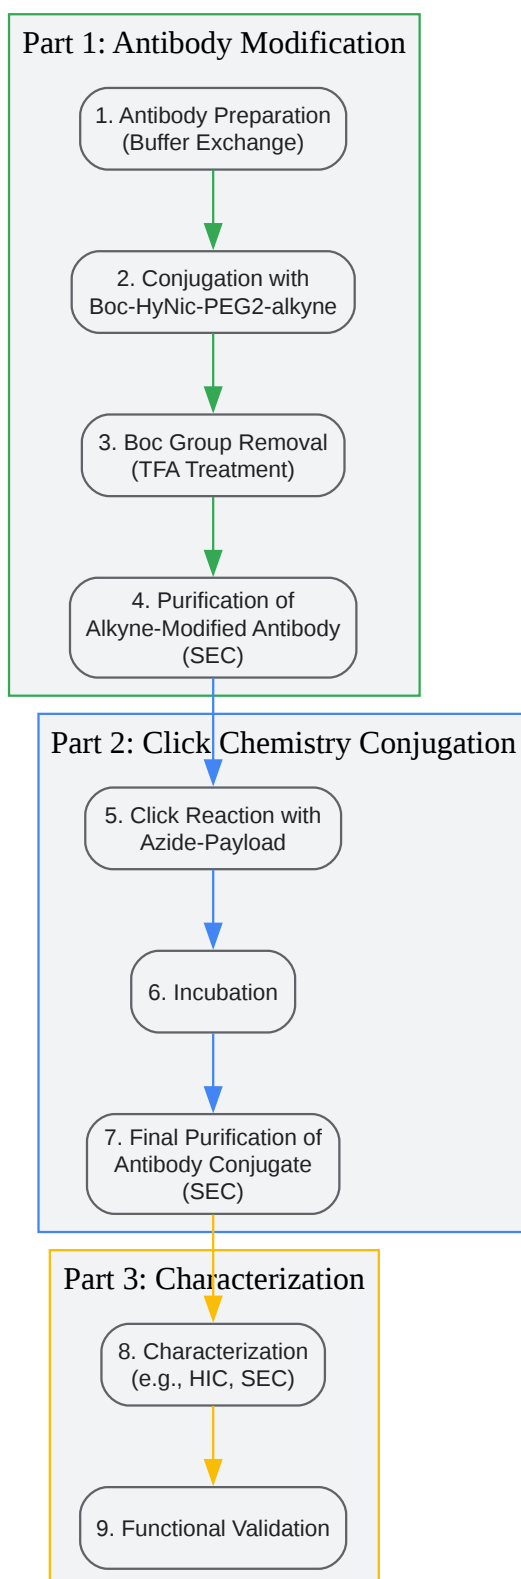 Part 1: Antibody Modification
1. Antibody Preparation
(Buffer Exchange)
2. Conjugation with
Boc-HyNic-PEG2-alkyne
3. Boc Group Removal
(TFA Treatment)
4. Purification of
Alkyne-Modified Antibody
(SEC)
Part 2: Click Chemistry Conjugation
5. Click Reaction with
Azide-Payload
6. Incubation
7. Final Purification of
Antibody Conjugate
(SEC)
Part 3: Characterization
8. Characterization
(e.g., HIC, SEC)
9. Functional Validation